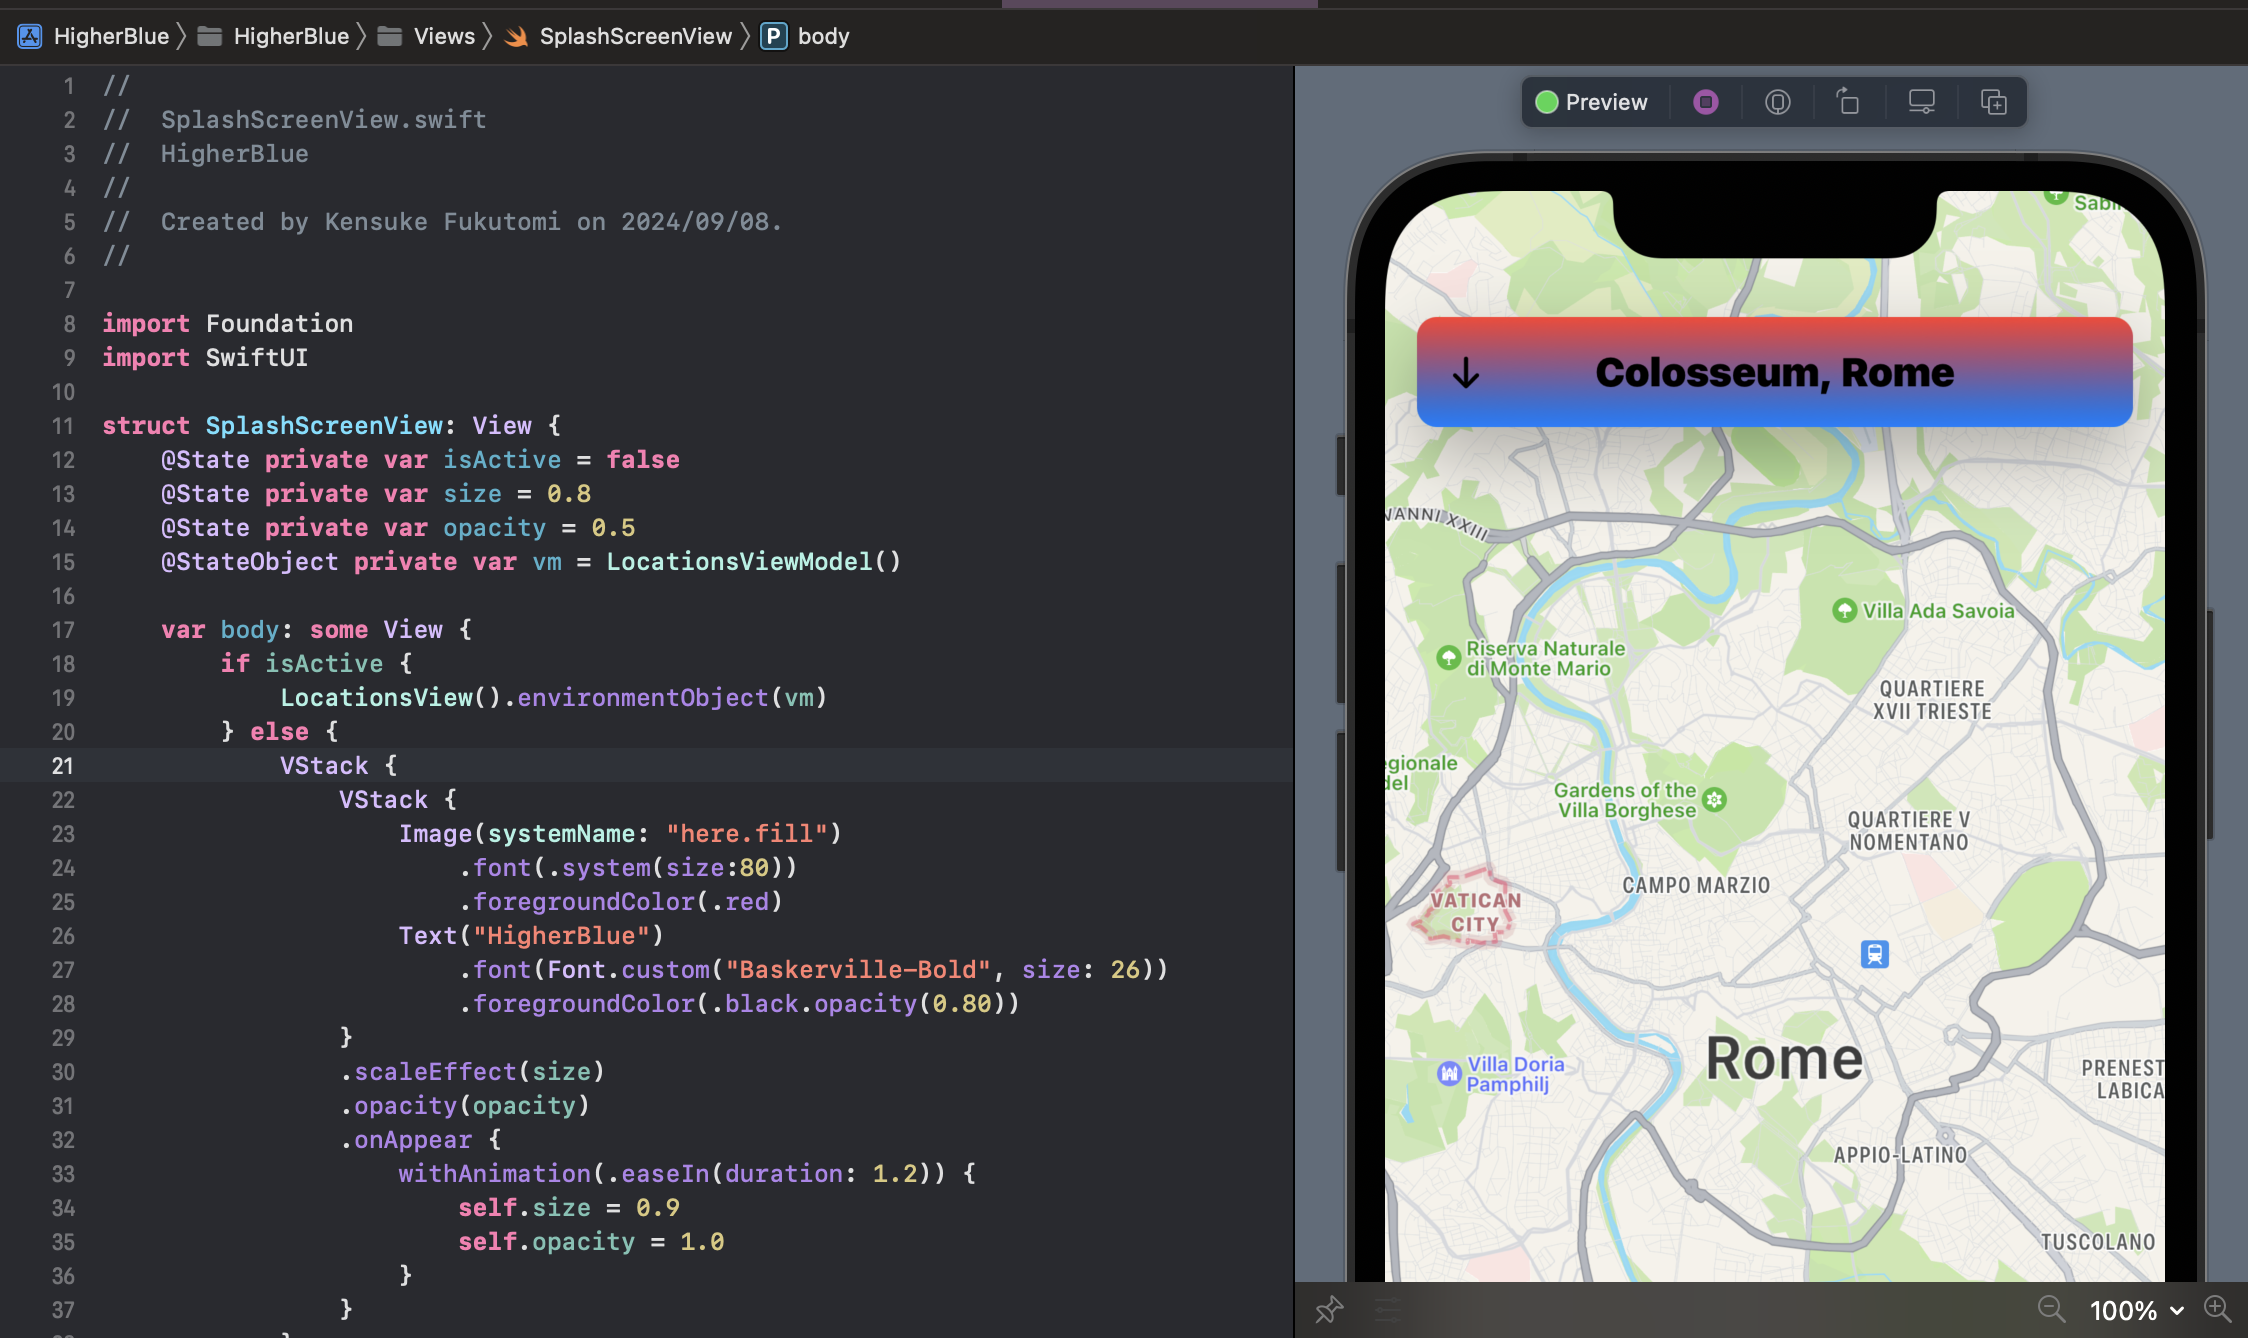 HigherBlue HigherBlue Views SplashScreenView P body
1 //
2 // SplashScreenView.swift
3 // HigherBlue
4 //
5 // Created by Kensuke Fukutomi on 2024/09/08.
6 //
7
8 import Foundation
9 import SwiftUI
10
11 struct SplashScreenView: View {
12 @State private var isActive = false
13 @State private var size = 0.8
14 @State private var opacity = 0.5
15 @StateObject private var vm = LocationsViewModel()
16
17 var body: some View {
18 if isActive {
19 LocationsView().environmentObject(vm)
20 } else {
21 VStack {
22 VStack {
23 Image(systemName: "here.fill")
24 .font(.system(size:80))
25 .foregroundColor(.red)
26 Text("HigherBlue")
27 .font(Font.custom("Baskerville-Bold", size: 26))
28 .foregroundColor(.black.opacity(0.80))
29 }
30 .scaleEffect(size)
31 .opacity(opacity)
32 .onAppear {
33 withAnimation(.easeIn(duration: 1.2)) {
34 self.size = 0.9
35 self.opacity = 1.0
36 }
37 }
Preview
Colosseum, Rome
VANNI XXIII
Villa Ada Savoia
Riserva Naturale
di Monte Mario
QUARTIERE
XVII TRIESTE
egionale
del
Gardens of the
Villa Borghese
QUARTIERE V
NOMENTANO
CAMPO MARZIO
VATICAN
CITY
Rome
Villa Doria
Pamphilj
PRENEST
LABICA
APPIO-LATINO
TUSCOLANO
100%